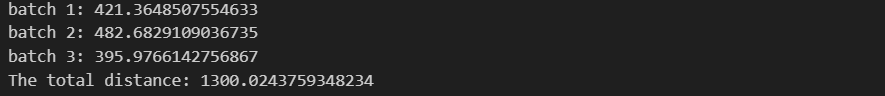 batch 1: 421.3648507554633
batch 2: 482.6829109036735
batch 3: 395.9766142756867
The total distance: 1300.0243759348234